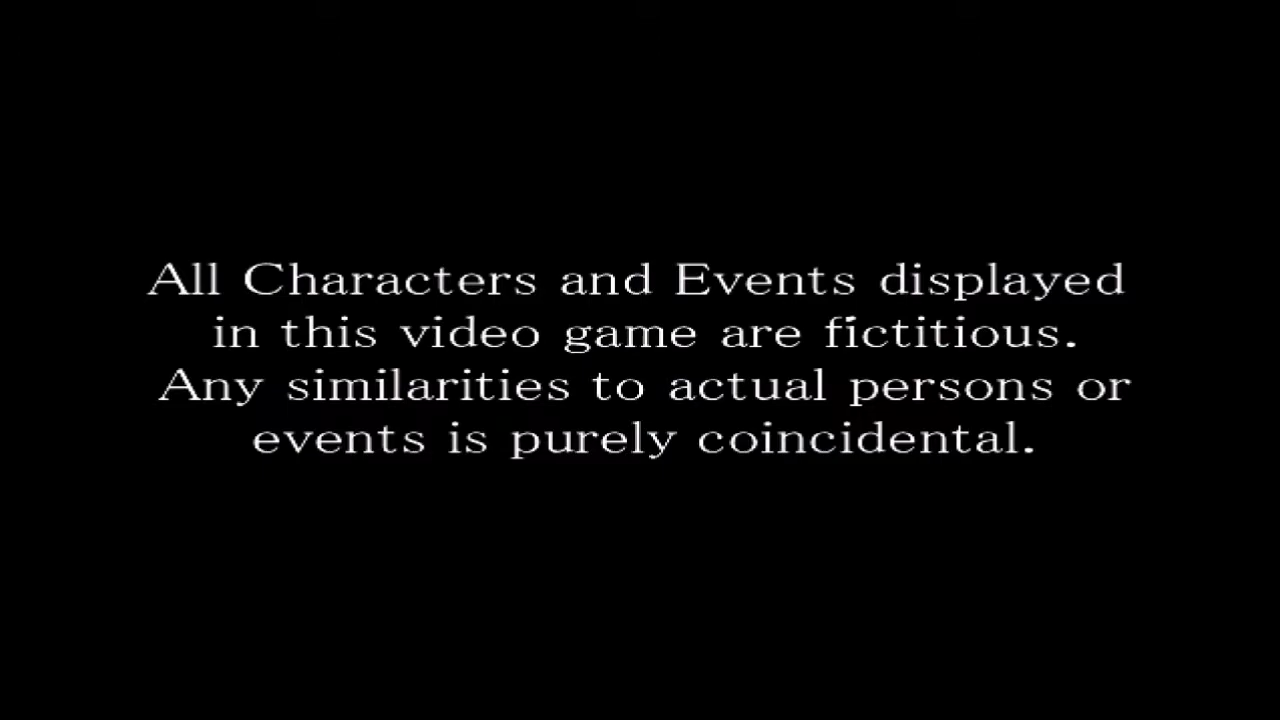 All Characters and Events displayed
in this video game are fictitious.
Any similarities to actual persons or
events is purely coincidental.